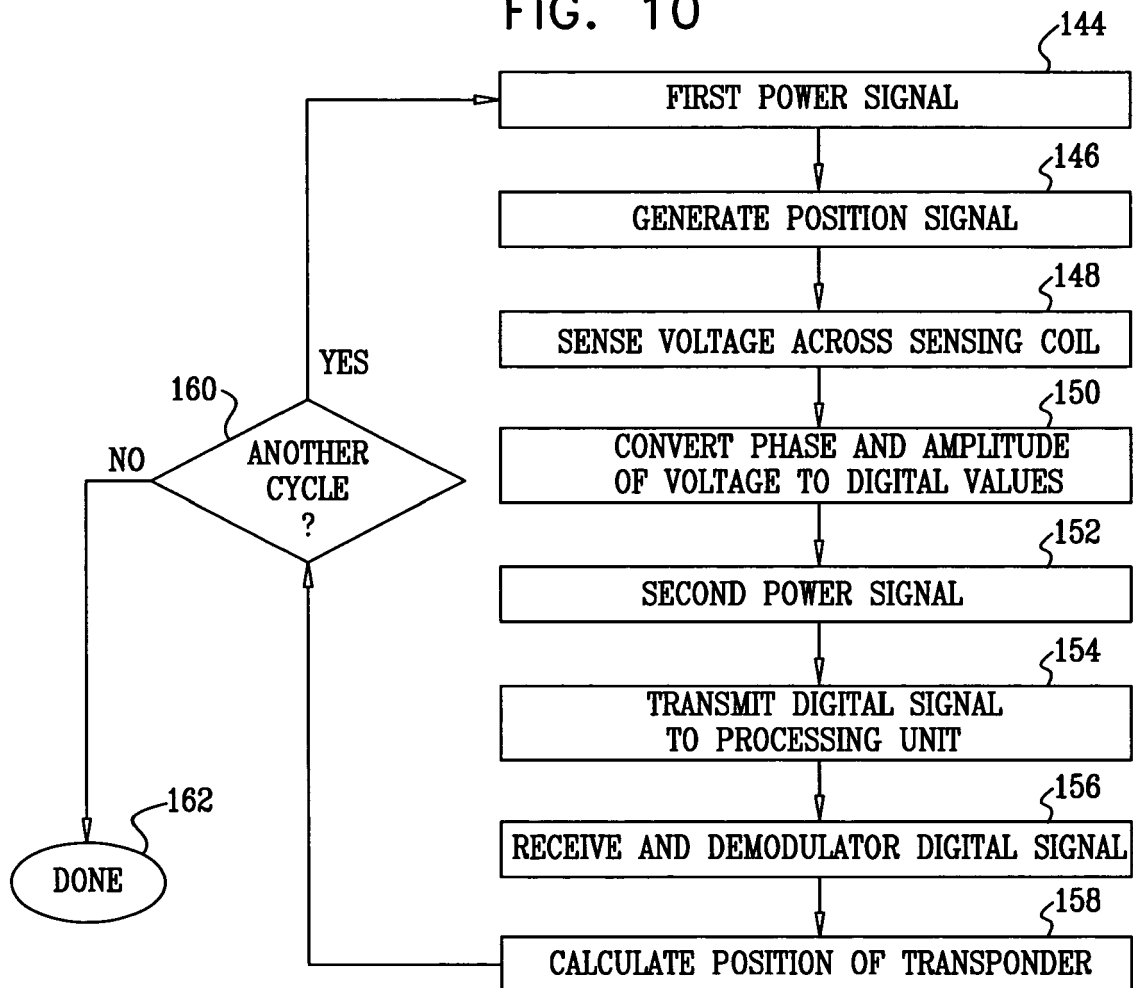 FIG. 10
144
FIRST POWER SIGNAL
146
GENERATE POSITION SIGNAL
148
SENSE VOLTAGE ACROSS SENSING COIL
150
CONVERT PHASE AND AMPLITUDE
OF VOLTAGE TO DIGITAL VALUES
152
SECOND POWER SIGNAL
154
TRANSMIT DIGITAL SIGNAL
TO PROCESSING UNIT
156
RECEIVE AND DEMODULATOR DIGITAL SIGNAL
158
CALCULATE POSITION OF TRANSPONDER
160
YES
NO
ANOTHER
CYCLE
?
162
DONE